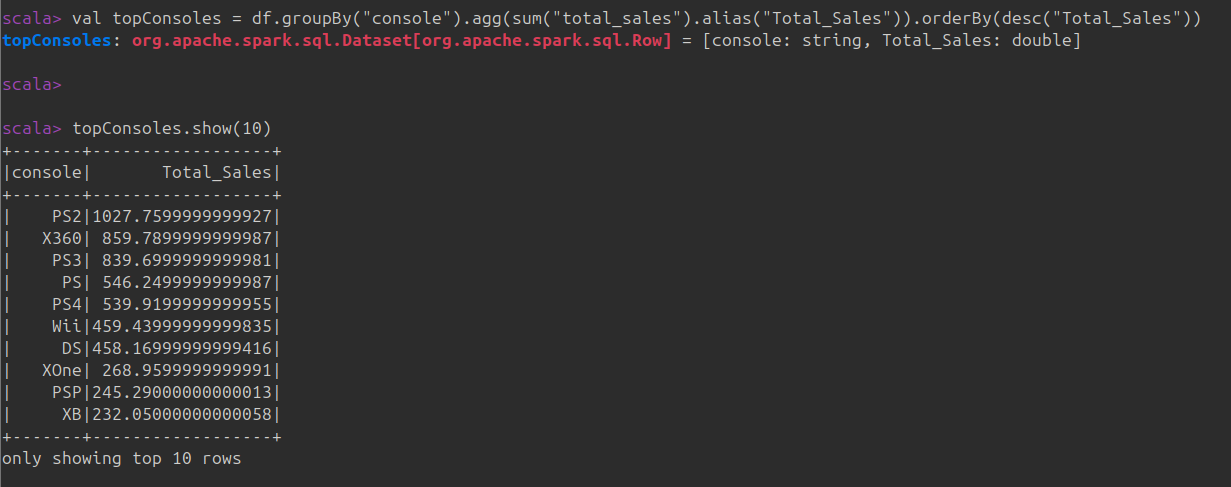 scala> val topConsoles = df.groupBy("console").agg(sum("total_sales").alias("Total_Sales")).orderBy(desc("Total_Sales"))
topConsoles: org.apache.spark.sql.Dataset[org.apache.spark.sql.Row] = [console: string, Total_Sales: double]
scala>
scala> topConsoles.show(10)
+-------+------------------+
|console|       Total_Sales|
+-------+------------------+
|    PS2|1027.7599999999927|
|   X360| 859.7899999999987|
|    PS3| 839.6999999999981|
|     PS| 546.2499999999987|
|    PS4| 539.9199999999955|
|    Wii|459.43999999999835|
|     DS|458.16999999999416|
|   XOne| 268.9599999999991|
|    PSP|245.29000000000013|
|     XB|232.05000000000058|
+-------+------------------+
only showing top 10 rows